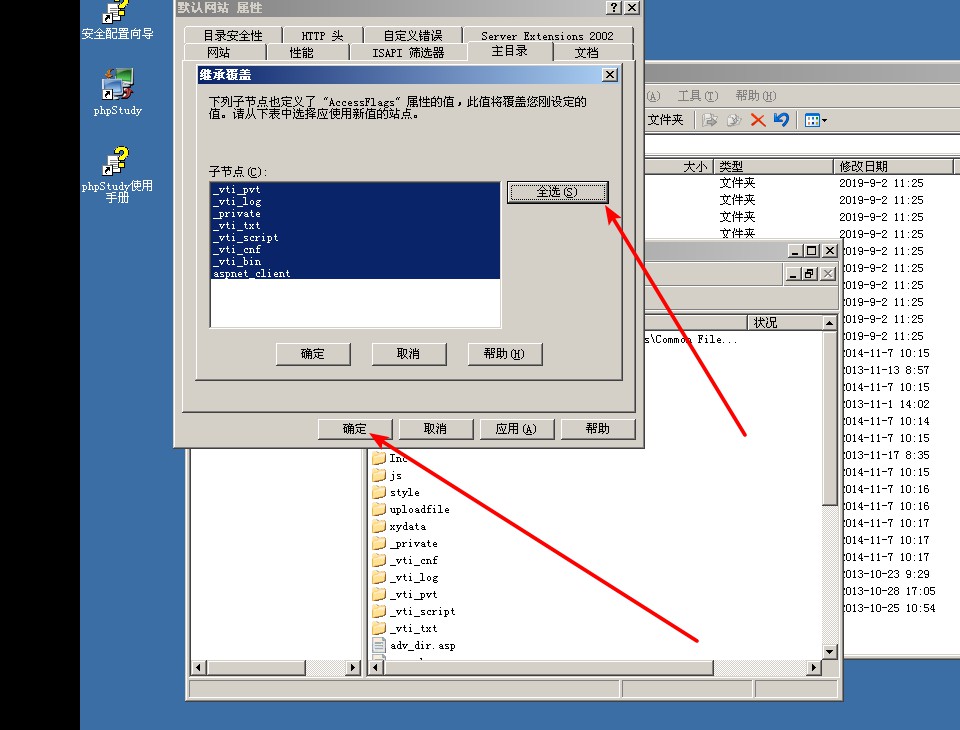 安全配置向导
phpStudy
phpStudy使用
手册
默认网站 属性
目录安全性 HTTP 头 自定义错误 Server Extensions 2002
网站 性能 ISAPI 筛选器 主目录 文档
继承覆盖
下列子节点也定义了 “AccessFlags” 属性的值，此值将覆盖您刚设定的
值。请从下表中选择应使用新值的站点。
子节点(C):
_vti_pvt
_vti_log
_private
_vti_txt
_vti_script
_vti_cnf
_vti_bin
aspnet_client
全选(S)
确定 取消 帮助(H)
确定 取消 应用(A) 帮助
(A) 工具(T) 帮助(H)
文件夹
大小 类型 修改日期
文件夹 2019-9-2 11:25
文件夹 2019-9-2 11:25
文件夹 2019-9-2 11:25
文件夹 2019-9-2 11:25
2019-9-2 11:25
2019-9-2 11:25
2019-9-2 11:25
2019-9-2 11:25
2019-9-2 11:25
2019-9-2 11:25
2014-11-7 10:15
2013-11-13 8:57
2014-11-7 10:15
2013-11-1 14:02
2014-11-7 10:14
2014-11-7 10:15
2013-11-17 8:35
2014-11-7 10:15
2014-11-7 10:16
2014-11-7 10:16
2014-11-7 10:17
2014-11-7 10:17
2014-11-7 10:17
2013-10-23 9:29
2013-10-28 17:05
2013-10-25 10:54
状况
s\Common File...
Inc
js
style
uploadfile
xydata
_private
_vti_cnf
_vti_log
_vti_pvt
_vti_script
_vti_txt
adv_dir.asp